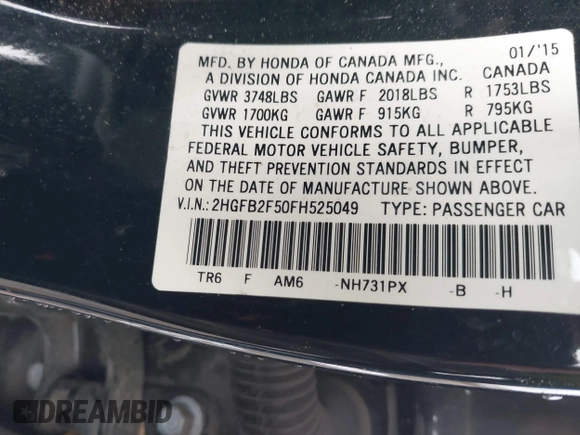 MFD. BY HONDA OF CANADA MFG., 01/'15
A DIVISION OF HONDA CANADA INC. CANADA
GVWR 3748LBS GAWR F 2018LBS R 1753LBS
GVWR 1700KG GAWR F 915KG R 795KG
THIS VEHICLE CONFORMS TO ALL APPLICABLE
FEDERAL MOTOR VEHICLE SAFETY, BUMPER,
AND THEFT PREVENTION STANDARDS IN EFFECT
ON THE DATE OF MANUFACTURE SHOWN ABOVE.
V.I.N.: 2HGFB2F50FH525049 TYPE: PASSENGER CAR
TR6 F AM6 -NH731PX -B -H
DREAMBID